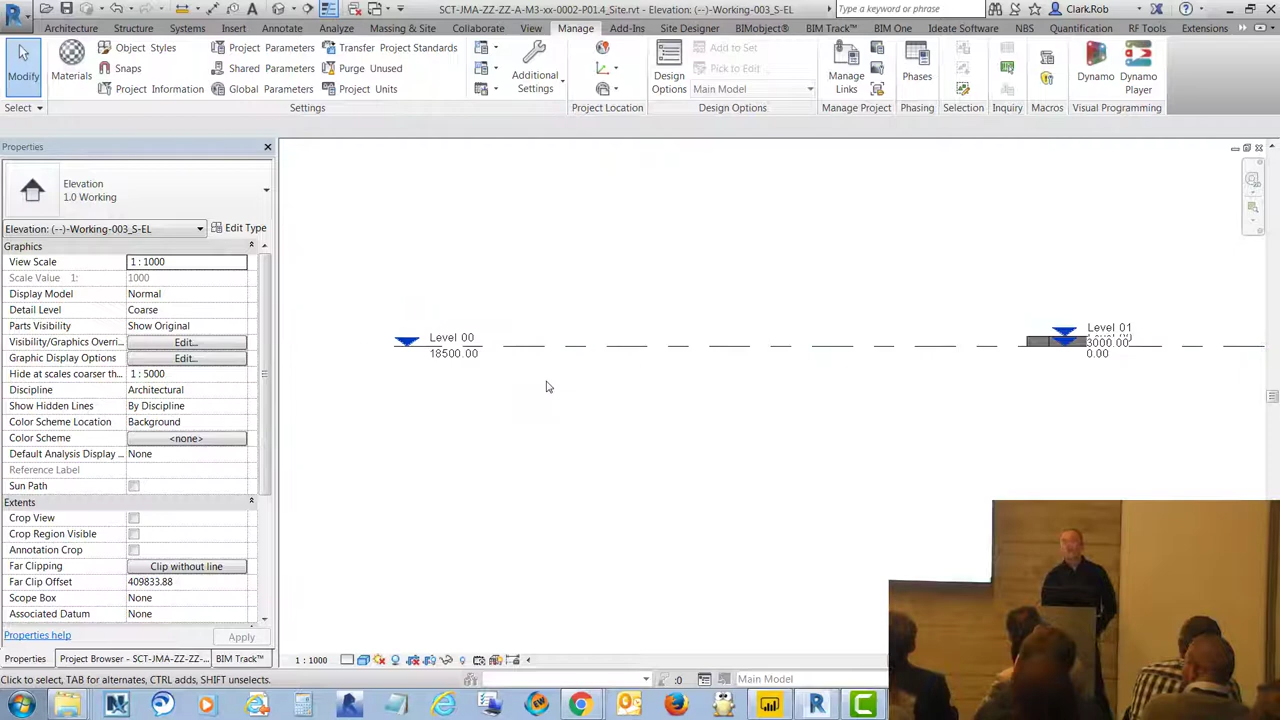 SCT-JMA-ZZ-ZZ-A-M3-xx-0002-P01.4_Site.rvt - Elevation: (--)-Working-003_S-EL
Type a keyword or phrase
Clark.Rob
Architecture Structure Systems Insert Annotate Analyze Massing & Site Collaborate View Manage Add-Ins Site Designer BIMobject® BIM Track™ BIM One Ideate Software NBS Quantification RF Tools Extensions
Modify
Materials
Object Styles
Snaps
Project Information
Project Parameters
Shared Parameters
Global Parameters
Transfer Project Standards
Purge Unused
Project Units
Additional Settings
Design Options
Add to Set
Pick to Edit
Main Model
Manage Links
Phases
Dynamo
Dynamo Player
Select Settings Project Location Design Options Manage Project Phasing Selection Inquiry Macros Visual Programming
Properties
Elevation
1.0 Working
Elevation: (--)-Working-003_S-EL Edit Type
Graphics
View Scale 1 : 1000
Scale Value 1: 1000
Display Model Normal
Detail Level Coarse
Parts Visibility Show Original
Visibility/Graphics Overri... Edit...
Graphic Display Options Edit...
Hide at scales coarser th... 1 : 5000
Discipline Architectural
Show Hidden Lines By Discipline
Color Scheme Location Background
Color Scheme <none>
Default Analysis Display ... None
Reference Label
Sun Path
Extents
Crop View
Crop Region Visible
Annotation Crop
Far Clipping Clip without line
Far Clip Offset 409833.88
Scope Box None
Associated Datum None
Properties help Apply
Properties Project Browser - SCT-JMA-ZZ-ZZ-... BIM Track™
Level 00
18500.00
Level 01
3000.00
0.00
1 : 1000
Click to select, TAB for alternates, CTRL adds, SHIFT unselects.
:0
Main Model